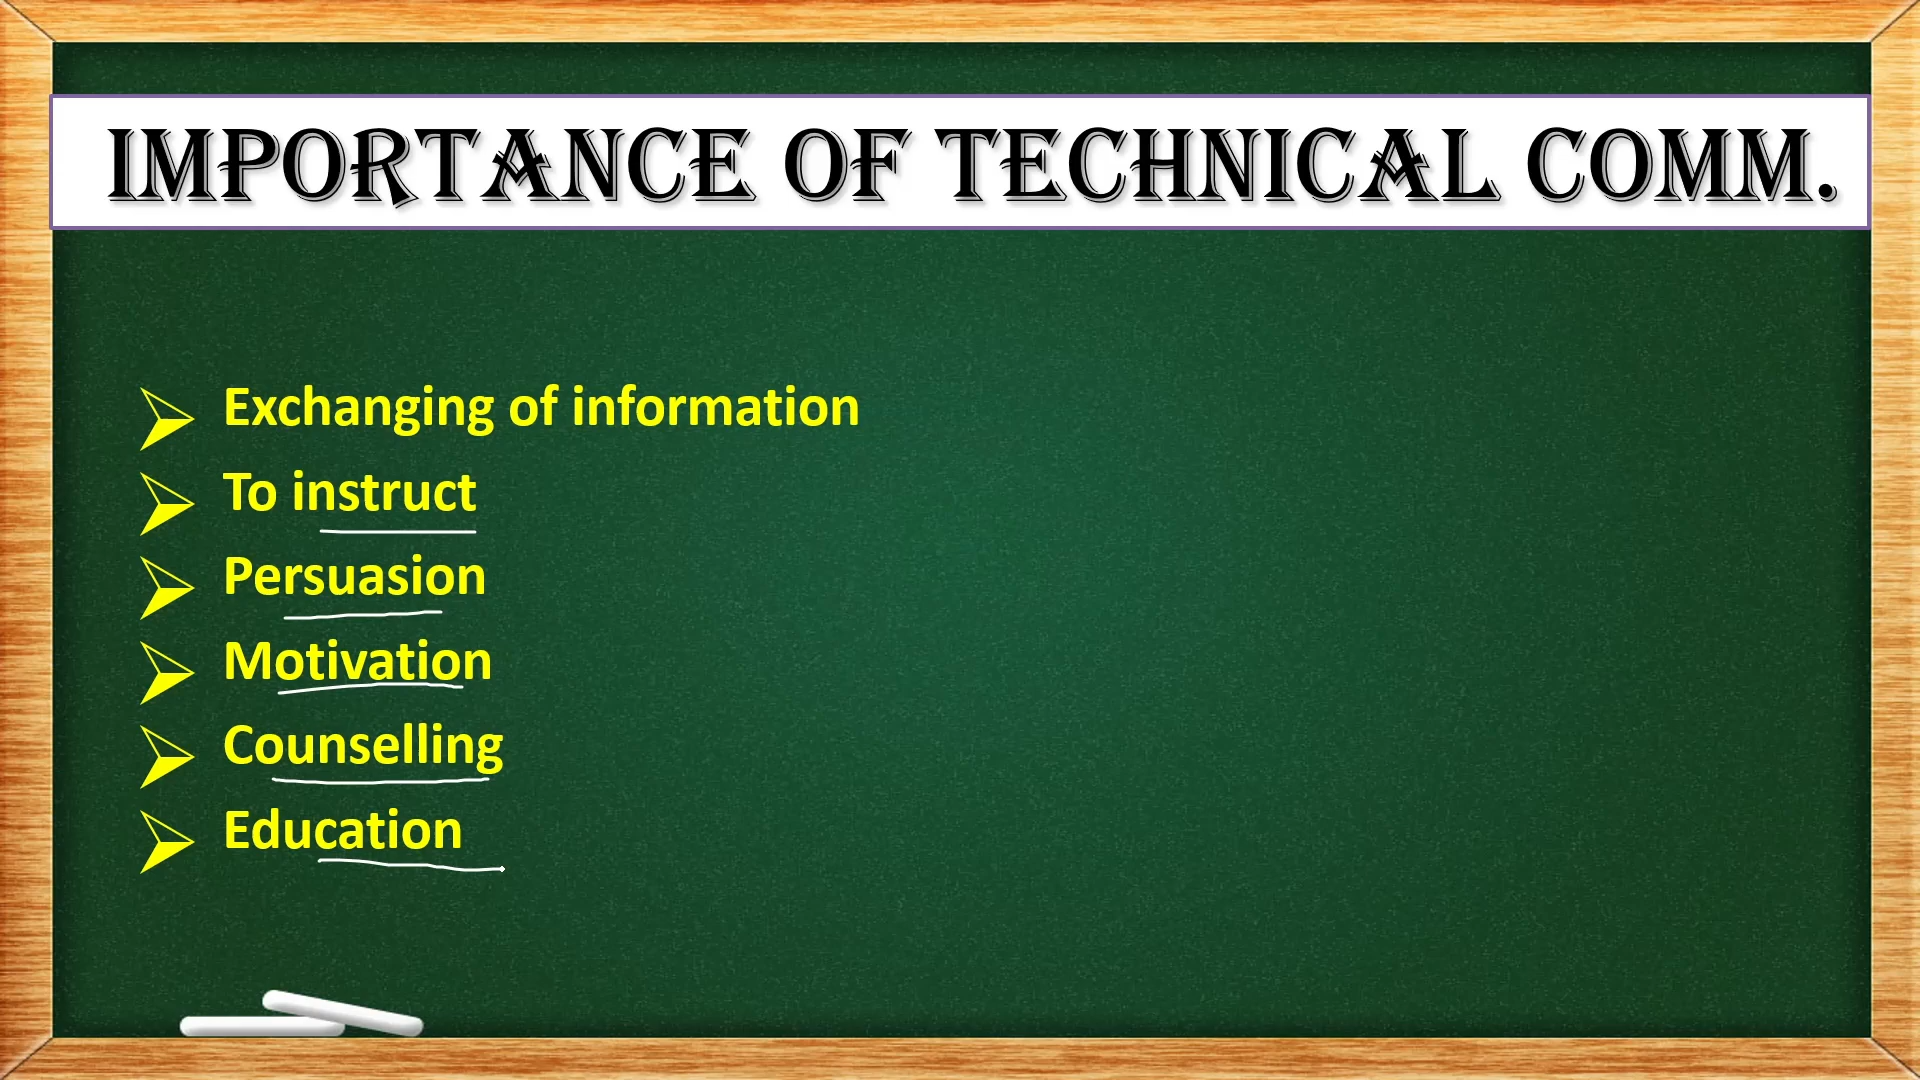 IMPORTANCE OF TECHNICAL COMM.
Exchanging of information
To instruct
Persuasion
Motivation
Counselling
Education